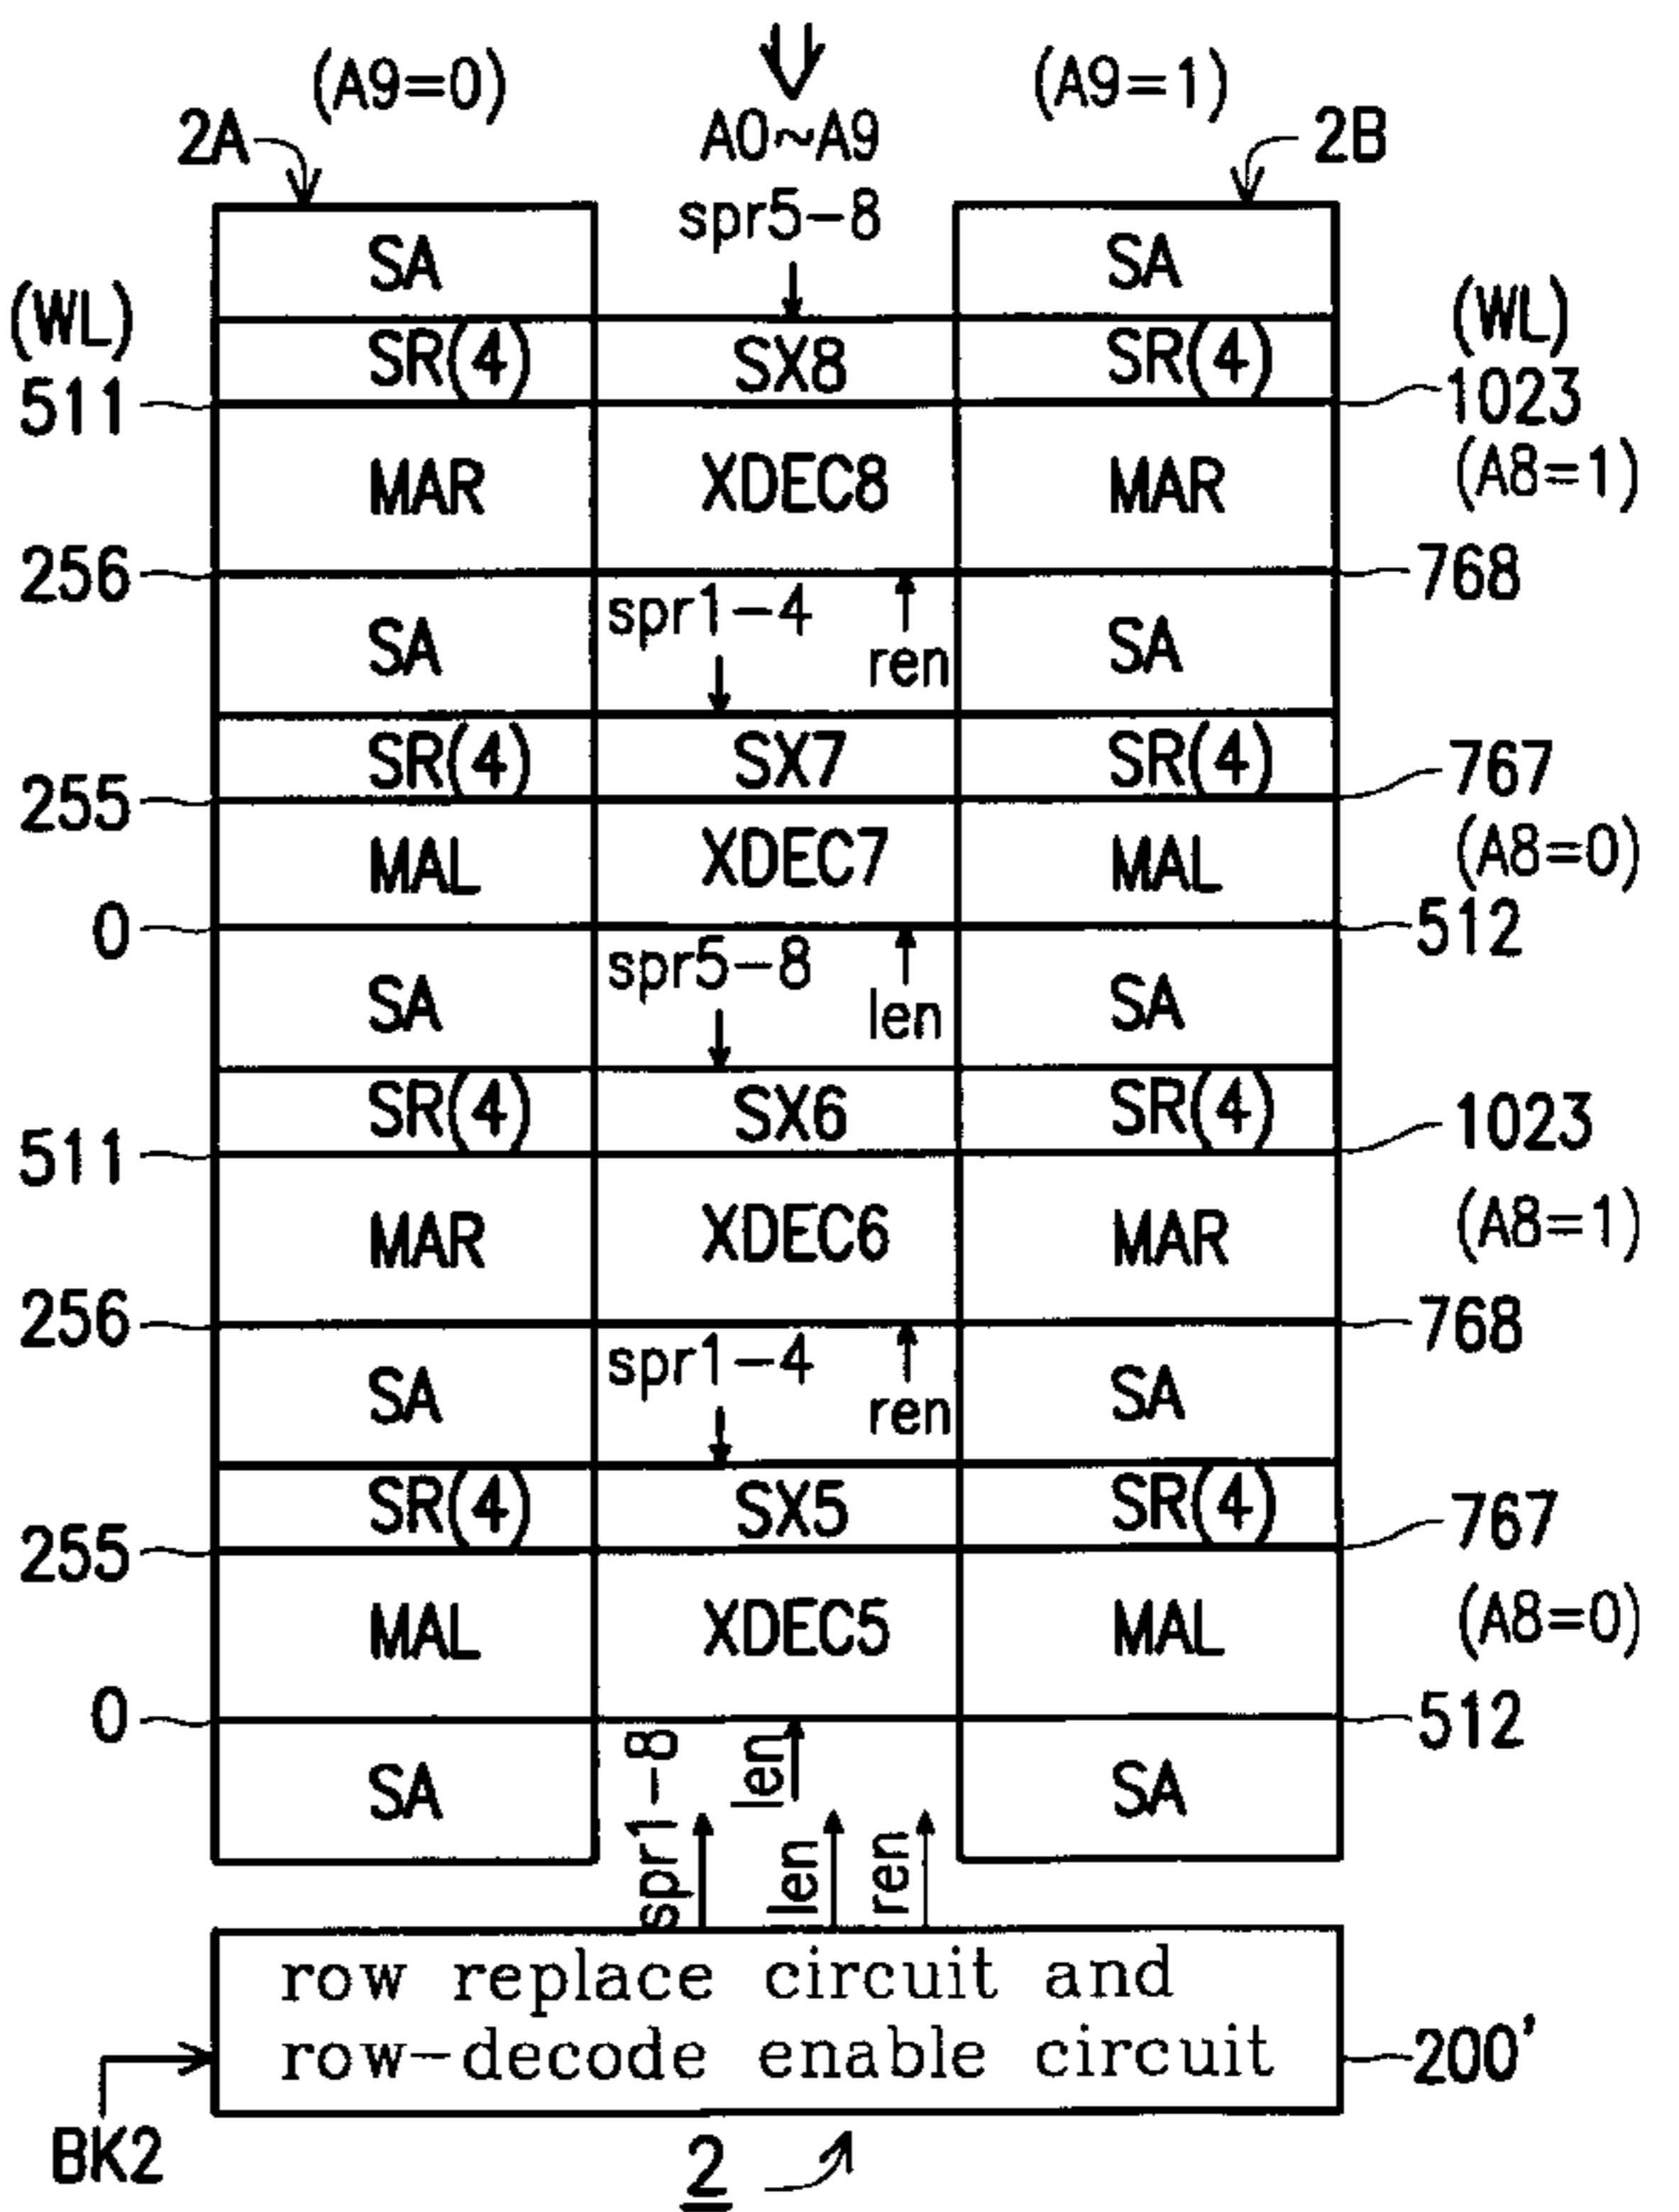 (A9=0)
(A9=1)
2A
A0~A9
2B
spr5-8
SA
SA
(WL)
(WL)
SR(4)
SX8
SR(4)
511
1023
MAR
XDEC8
MAR
(A8=1)
256
768
spr1-4
SA
ren
SA
SR(4)
SX7
SR(4)
255
767
MAL
XDEC7
MAL
(A8=0)
0
512
spr5-8
SA
len
SA
SR(4)
SX6
SR(4)
511
1023
MAR
XDEC6
MAR
(A8=1)
256
768
spr1-4
SA
ren
SA
SR(4)
SX5
SR(4)
255
767
MAL
XDEC5
MAL
(A8=0)
0
512
SA
spr1-8
len
len
ren
SA
row replace circuit and
row-decode enable circuit
200'
BK2
2